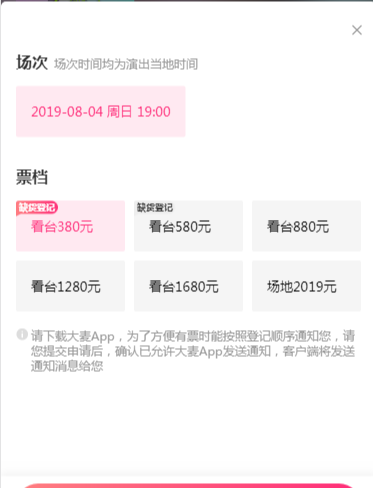 场次 场次时间均为演出当地时间
2019-08-04 周日 19:00
票档
缺货登记 缺货登记
看台380元 看台580元 看台880元
看台1280元 看台1680元 场地2019元
请下载大麦App，为了方便有票时能按照登记顺序通知您，请
您提交申请后，确认已允许大麦App发送通知，客户端将发送
通知消息给您